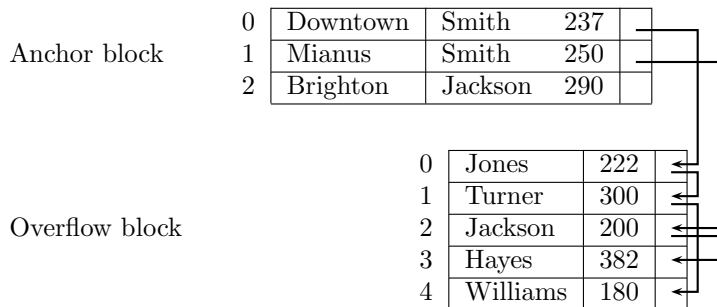 0 Downtown Smith 237
Anchor block 1 Mianus Smith 250
2 Brighton Jackson 290
0 Jones 222
1 Turner 300
Overflow block 2 Jackson 200
3 Hayes 382
4 Williams 180